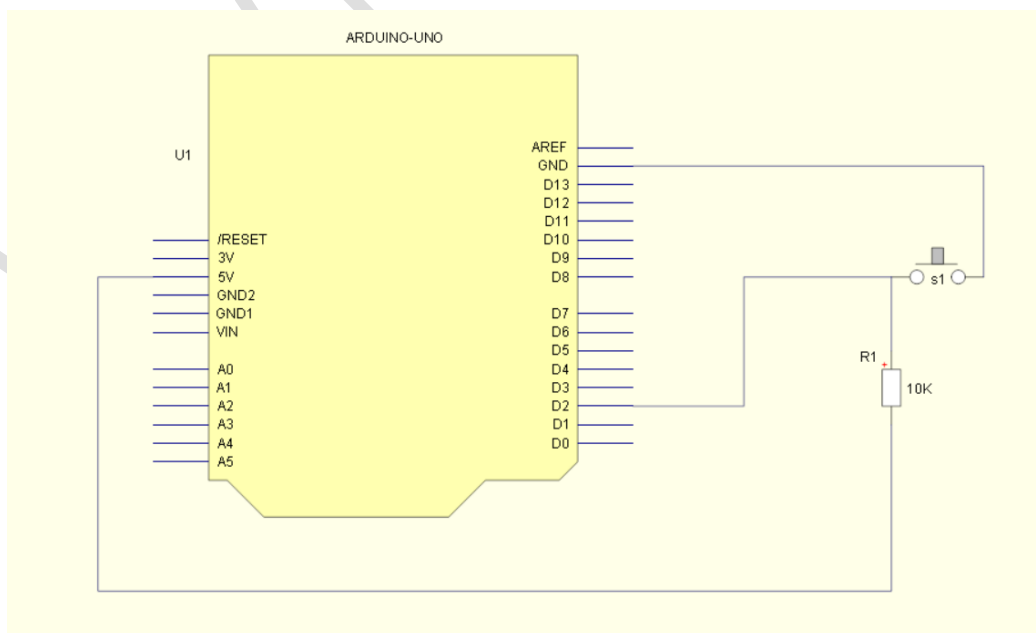 ARDUINO-UNO
U1
/RESET
3V
5V
GND2
GND1
VIN
A0
A1
A2
A3
A4
A5
AREF
GND
D13
D12
D11
D10
D9
D8
D7
D6
D5
D4
D3
D2
D1
D0
s1
R1
10K